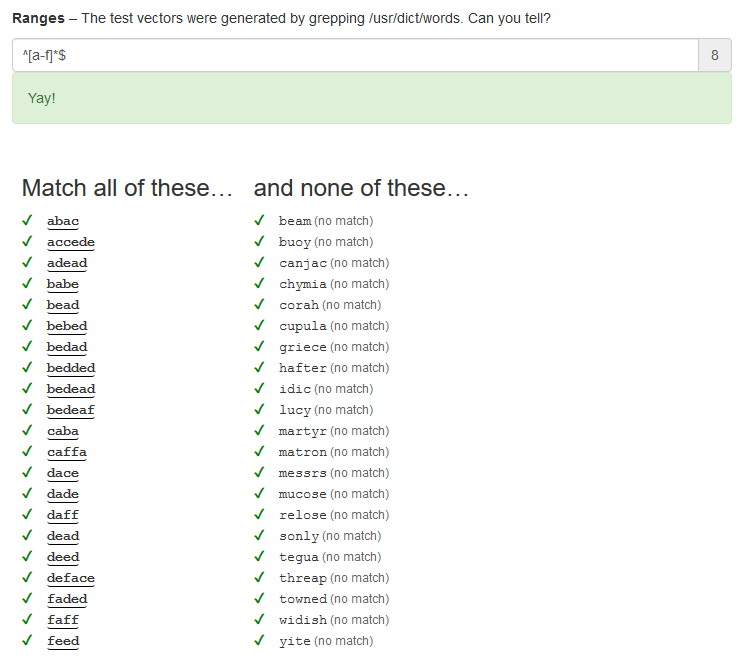 Ranges – The test vectors were generated by grepping /usr/dict/words. Can you tell?
^[a-f]*$ 8
Yay!
Match all of these… and none of these…
✓ abac ✓ beam (no match)
✓ accede ✓ buoy (no match)
✓ adead ✓ canjac (no match)
✓ babe ✓ chymia (no match)
✓ bead ✓ corah (no match)
✓ bebed ✓ cupula (no match)
✓ bedad ✓ griece (no match)
✓ bedded ✓ hafter (no match)
✓ bedead ✓ idic (no match)
✓ bedeaf ✓ lucy (no match)
✓ caba ✓ martyr (no match)
✓ caffa ✓ matron (no match)
✓ dace ✓ messrs (no match)
✓ dade ✓ mucose (no match)
✓ daff ✓ relose (no match)
✓ dead ✓ sonly (no match)
✓ deed ✓ tegua (no match)
✓ deface ✓ threap (no match)
✓ faded ✓ towned (no match)
✓ faff ✓ widish (no match)
✓ feed ✓ yite (no match)